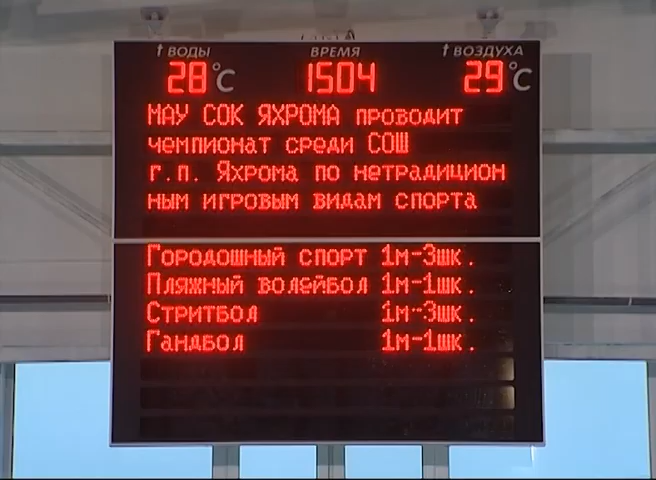 t воды ВРЕМЯ t ВОЗДУХА
28°C 1504 29°C
МАУ СОК ЯХРОМА проводит
чемпионат среди СОШ
г.п. Яхрома по нетрадицион
ным игровым видам спорта
Городошный спорт 1м-3шк.
Пляжный волейбол 1м-1шк.
Стритбол 1м-3шк.
Гандбол 1м-1шк.